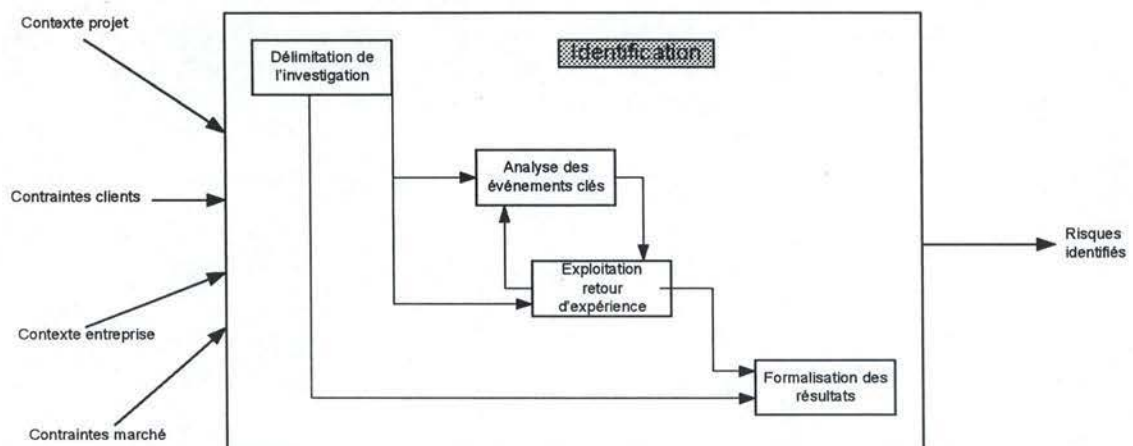 Contexte projet
Identification
Délimitation de
l'investigation
Analyse des
événements clés
Contraintes clients
Risques
identifiés
Exploitation
retour
d'expérience
Contexte entreprise
Formalisation des
résultats
Contraintes marché